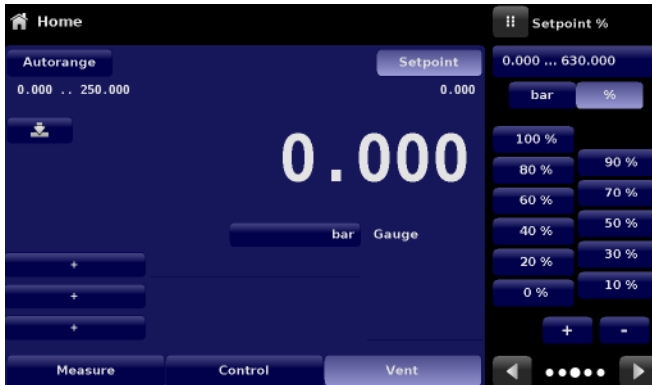 Home
Autorange
Setpoint
0.000 .. 250.000
0.000
0.000
bar
Gauge
+
+
+
Measure
Control
Vent
Setpoint %
0.000 ... 630.000
bar
%
100 %
90 %
80 %
70 %
60 %
50 %
40 %
30 %
20 %
10 %
0 %
+
-